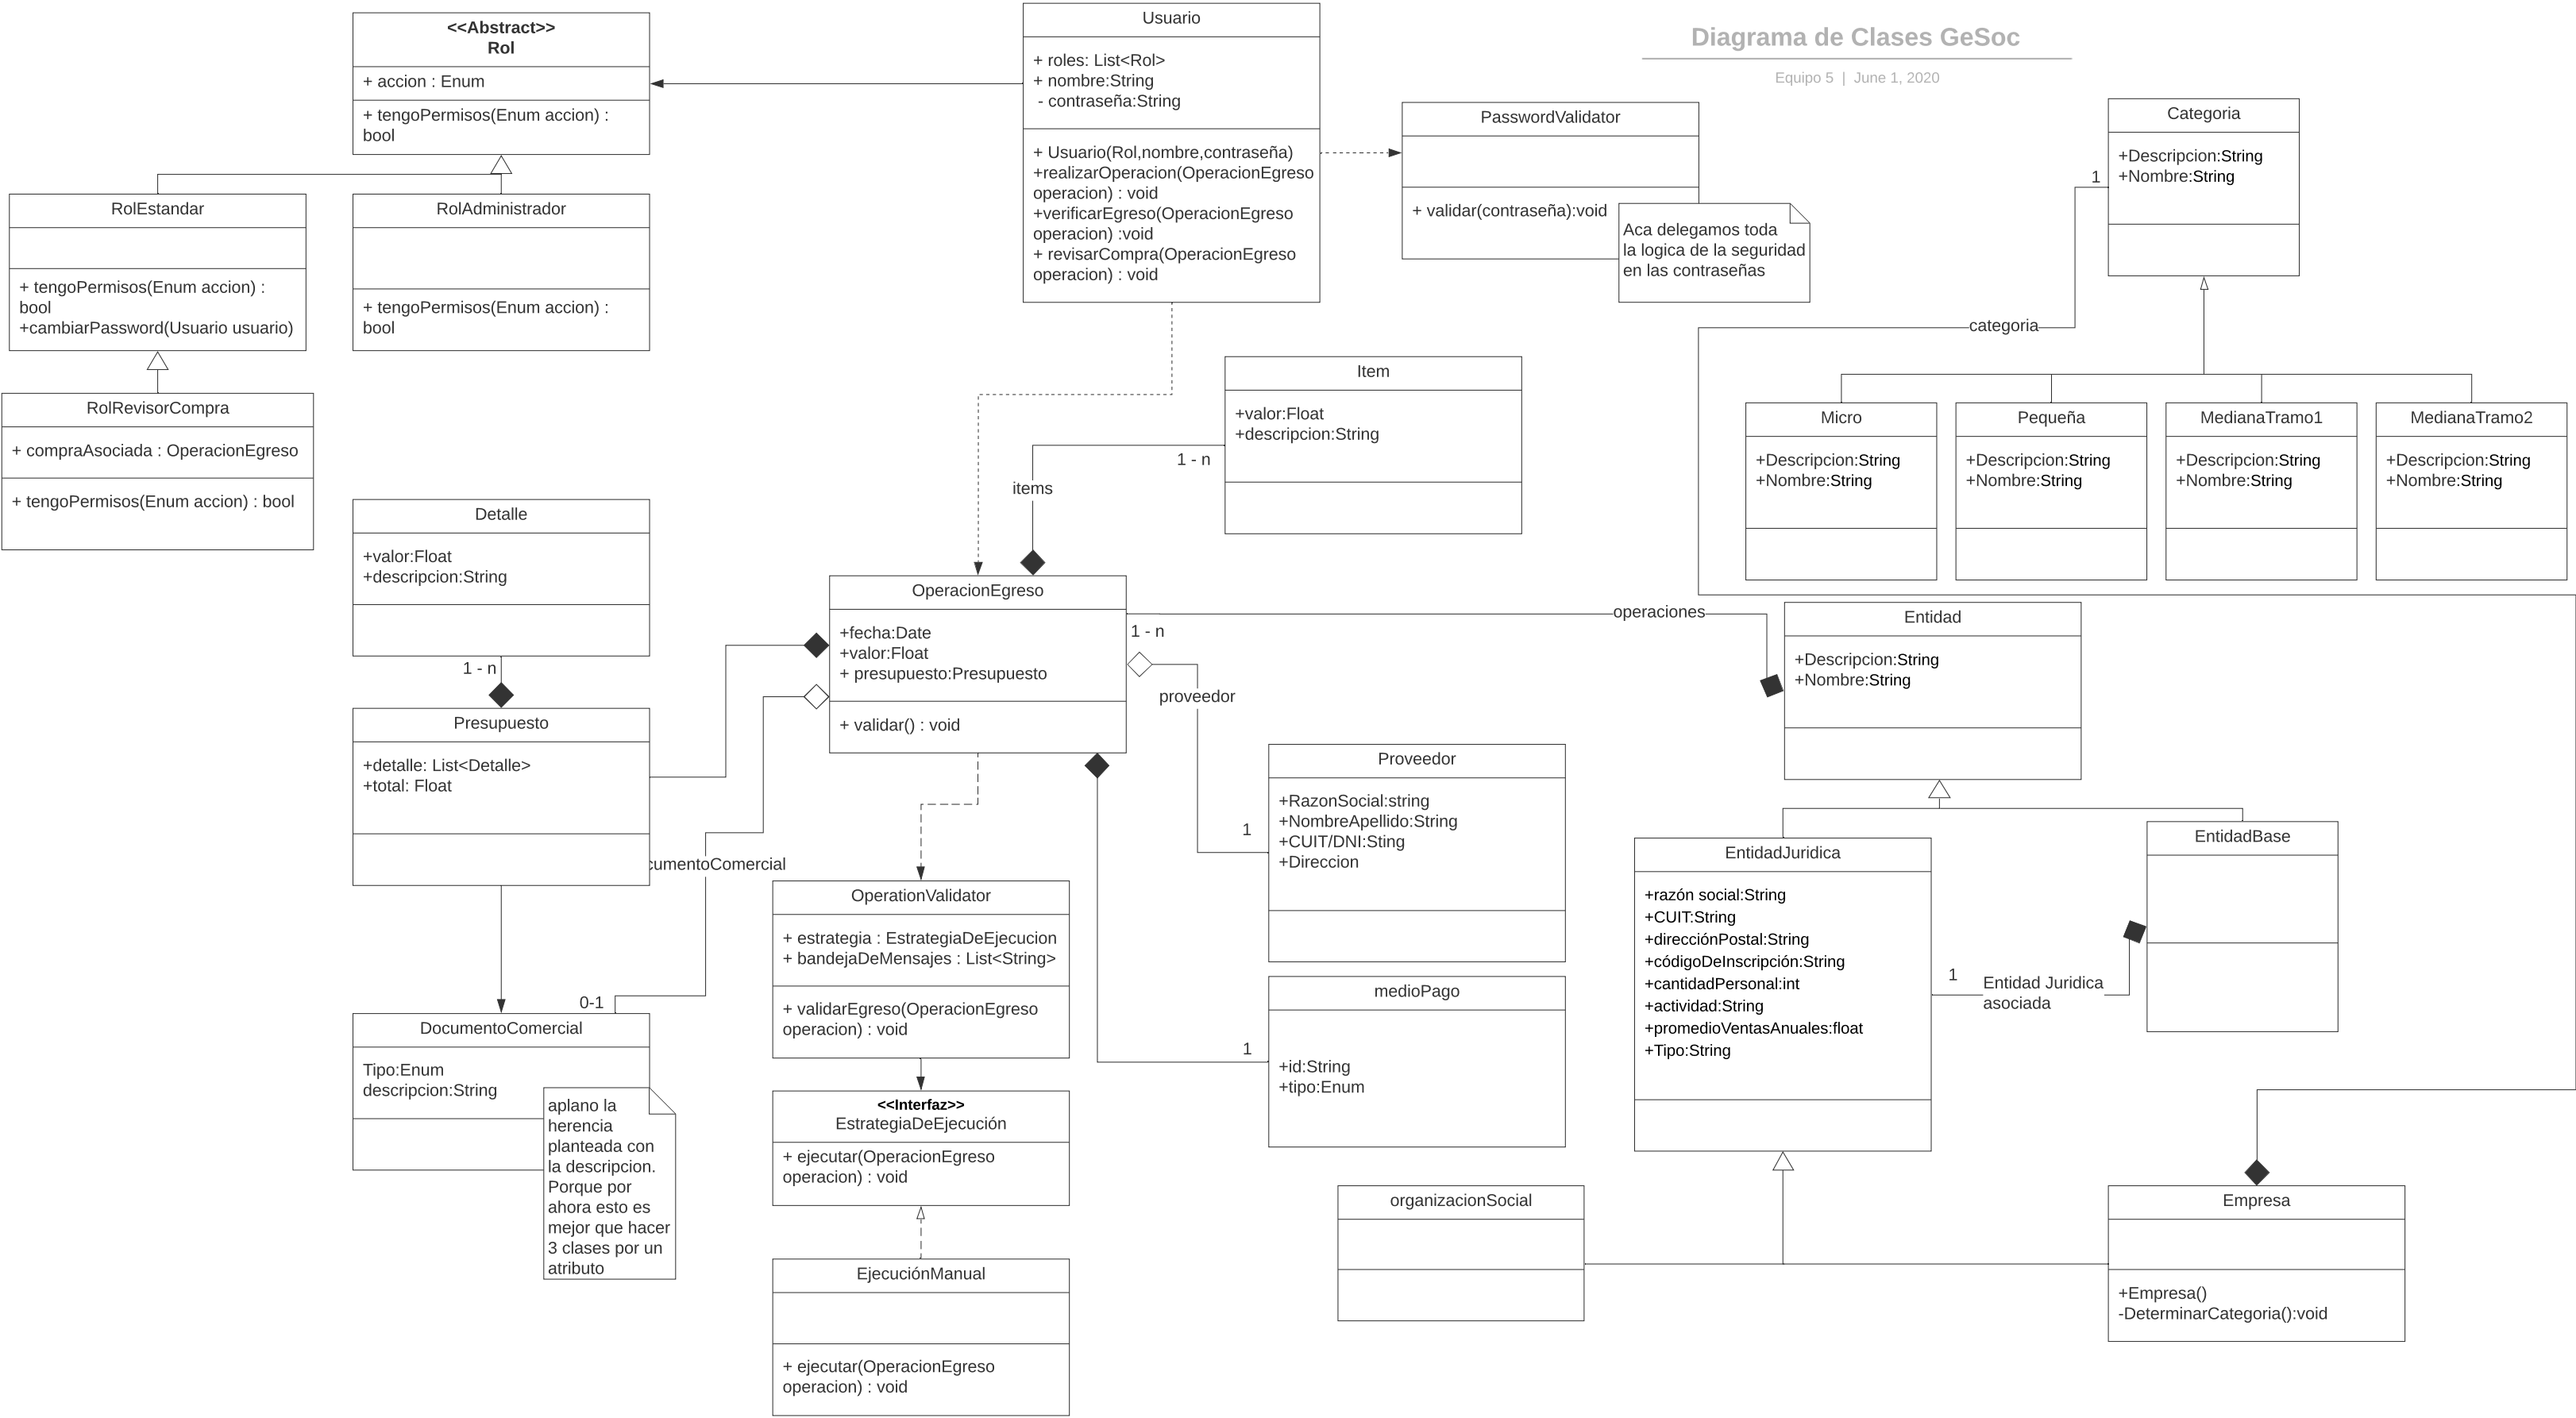 Diagrama de Clases GeSoc
Equipo 5 | June 1, 2020
<<Abstract>>
Rol
+ accion : Enum
+ tengoPermisos(Enum accion) :
bool
Usuario
+ roles: List<Rol>
+ nombre:String
- contraseña:String
+ Usuario(Rol,nombre,contraseña)
+realizarOperacion(OperacionEgreso
operacion) : void
+verificarEgreso(OperacionEgreso
operacion) :void
+ revisarCompra(OperacionEgreso
operacion) : void
PasswordValidator
+ validar(contraseña):void
Aca delegamos toda
la logica de la seguridad
en las contraseñas
Categoria
+Descripcion:String
+Nombre:String
1
categoria
RolEstandar
+ tengoPermisos(Enum accion) :
bool
+cambiarPassword(Usuario usuario)
RolAdministrador
+ tengoPermisos(Enum accion) :
bool
RolRevisorCompra
+ compraAsociada : OperacionEgreso
+ tengoPermisos(Enum accion) : bool
Item
+valor:Float
+descripcion:String
1 - n
items
Micro
+Descripcion:String
+Nombre:String
Pequeña
+Descripcion:String
+Nombre:String
MedianaTramo1
+Descripcion:String
+Nombre:String
MedianaTramo2
+Descripcion:String
+Nombre:String
Detalle
+valor:Float
+descripcion:String
1 - n
OperacionEgreso
+fecha:Date
+valor:Float
+ presupuesto:Presupuesto
+ validar() : void
operaciones
1 - n
proveedor
Entidad
+Descripcion:String
+Nombre:String
Presupuesto
+detalle: List<Detalle>
+total: Float
cumentoComercial
0-1
Proveedor
+RazonSocial:string
+NombreApellido:String
+CUIT/DNI:Sting
+Direccion
1
EntidadJuridica
+razón social:String
+CUIT:String
+direcciónPostal:String
+códigoDeInscripción:String
+cantidadPersonal:int
+actividad:String
+promedioVentasAnuales:float
+Tipo:String
EntidadBase
1
Entidad Juridica
asociada
OperationValidator
+ estrategia : EstrategiaDeEjecucion
+ bandejaDeMensajes : List<String>
+ validarEgreso(OperacionEgreso
operacion) : void
medioPago
+id:String
+tipo:Enum
1
DocumentoComercial
Tipo:Enum
descripcion:String
aplano la
herencia
planteada con
la descripcion.
Porque por
ahora esto es
mejor que hacer
3 clases por un
atributo
<<Interfaz>>
EstrategiaDeEjecución
+ ejecutar(OperacionEgreso
operacion) : void
EjecuciónManual
+ ejecutar(OperacionEgreso
operacion) : void
organizacionSocial
Empresa
+Empresa()
-DeterminarCategoria():void